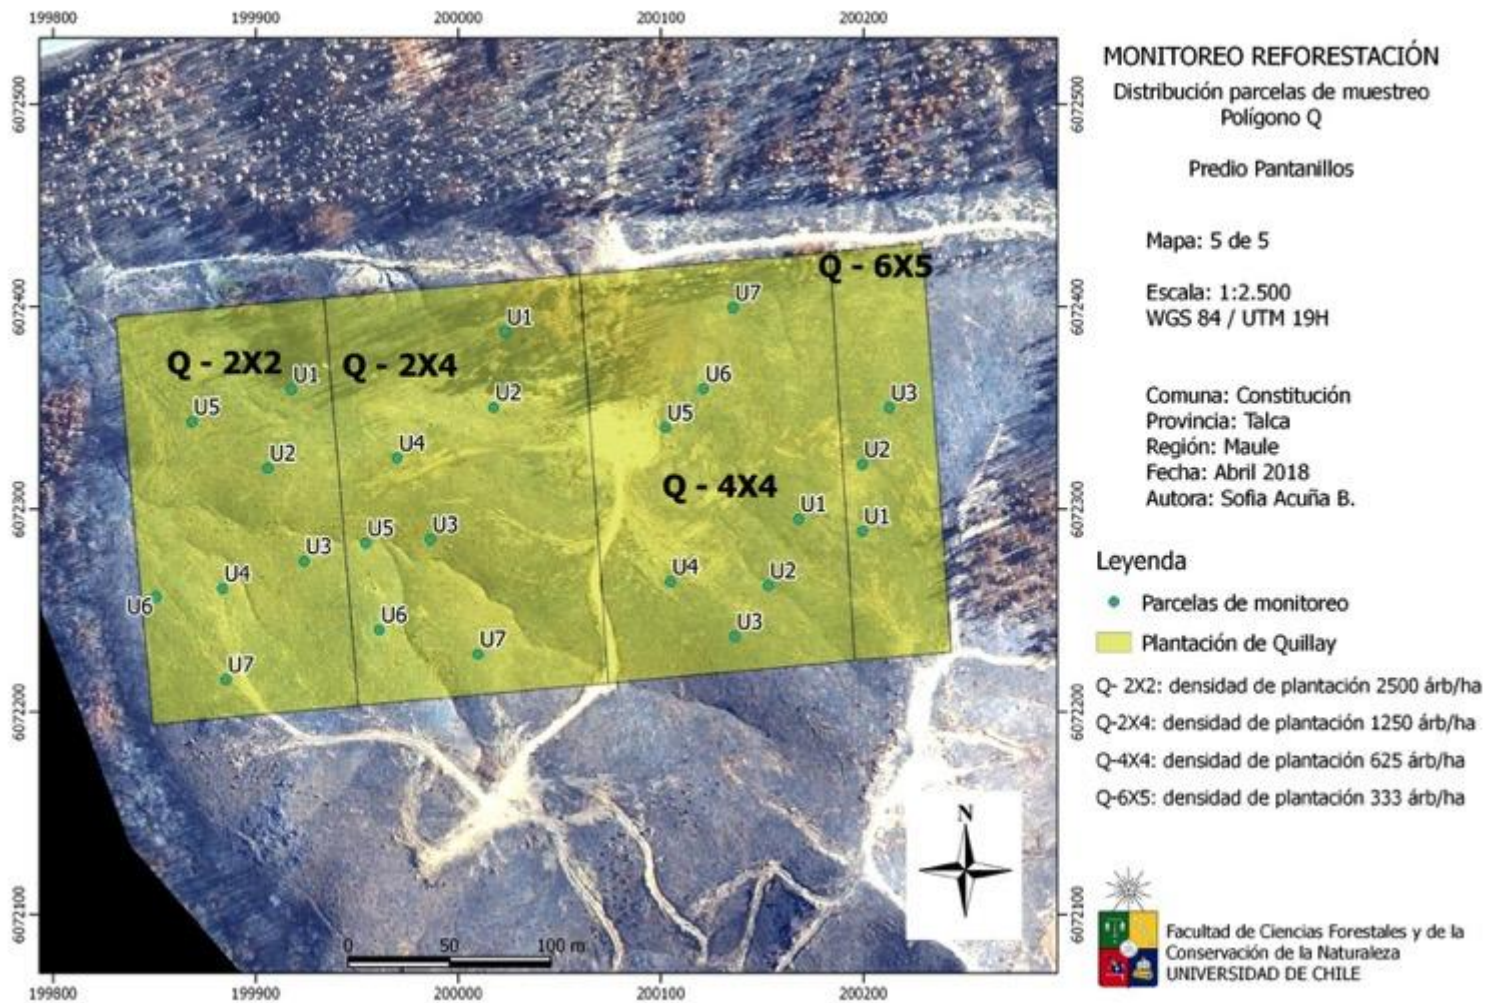 199800 199900 200000 200100 200200
6072500
6072400
6072300
6072200
6072100
6072500
6072400
6072300
6072200
6072100
Q - 6X5
U7
U1
Q - 2X2 U1 Q - 2X4
U6
U5
U2
U5
U3
U2
U4
U2
Q - 4X4
U1
U1
U5
U3
U3
U4
U4
U2
U6
U6
U3
U7
U7
N
0 50 100 m
199800 199900 200000 200100 200200
MONITOREO REFORESTACIÓN
Distribución parcelas de muestreo
Polígono Q
Predio Pantanillos
Mapa: 5 de 5
Escala: 1:2.500
WGS 84 / UTM 19H
Comuna: Constitución
Provincia: Talca
Región: Maule
Fecha: Abril 2018
Autora: Sofia Acuña B.
Leyenda
Parcelas de monitoreo
Plantación de Quillay
Q- 2X2: densidad de plantación 2500 árb/ha
Q-2X4: densidad de plantación 1250 árb/ha
Q-4X4: densidad de plantación 625 árb/ha
Q-6X5: densidad de plantación 333 árb/ha
Facultad de Ciencias Forestales y de la
Conservación de la Naturaleza
UNIVERSIDAD DE CHILE